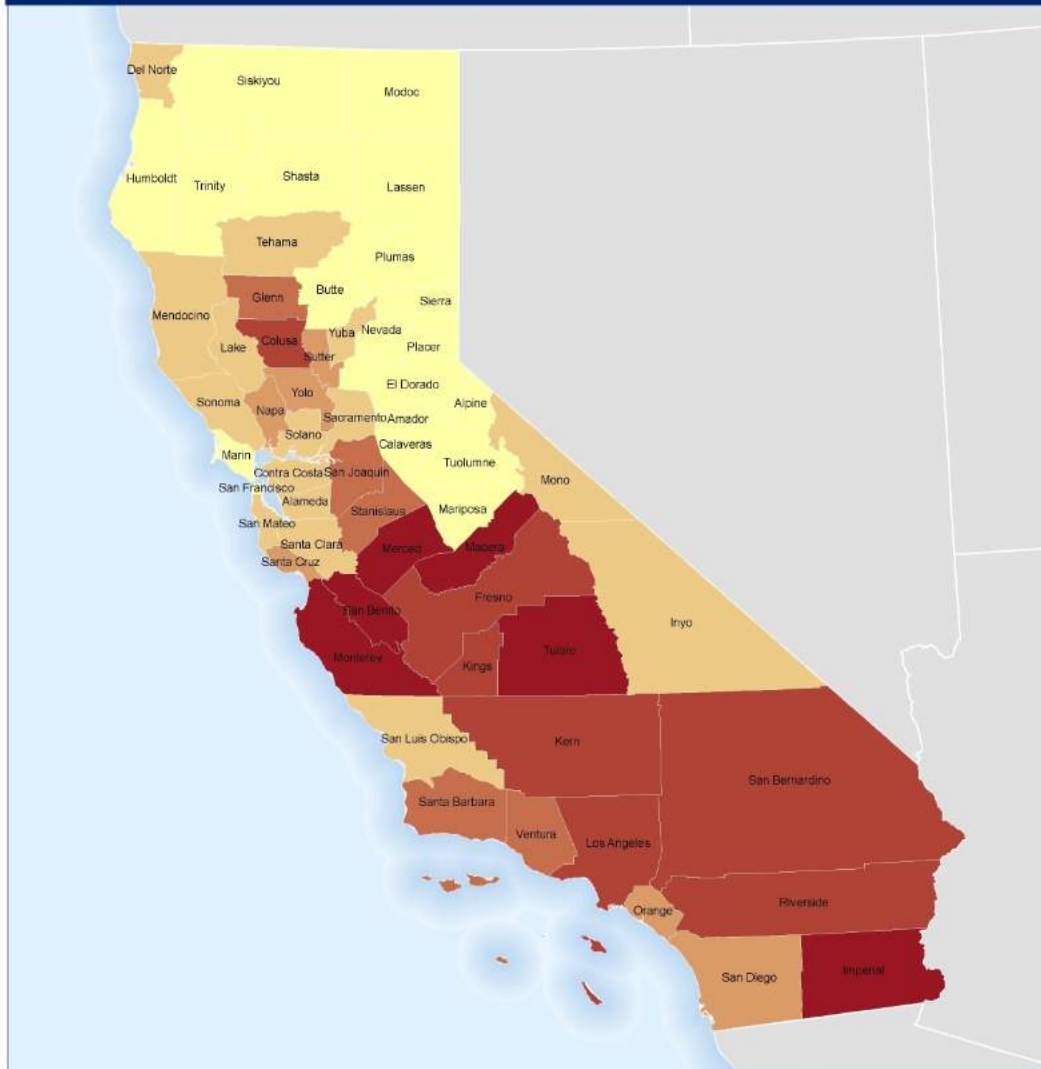 Del Norte
Siskiyou
Modoc
Humboldt
Trinity
Shasta
Lassen
Tehama
Plumas
Butte
Glenn
Sierra
Mendocino
Nevada
Yuba
Colusa
Lake
Sutter
Placer
El Dorado
Yolo
Alpine
Sonoma
Napa
Sacramento
Amador
Solano
Calaveras
Marin
Tuolumne
Contra Costa
San Joaquin
Mono
San Francisco
Alameda
Stanislaus
Mariposa
San Mateo
Santa Clara
Merced
Madera
Santa Cruz
Fresno
San Benito
Inyo
Tulare
Monterey
Kings
San Luis Obispo
Kern
San Bernardino
Santa Barbara
Ventura
Los Angeles
Riverside
Orange
San Diego
Imperial